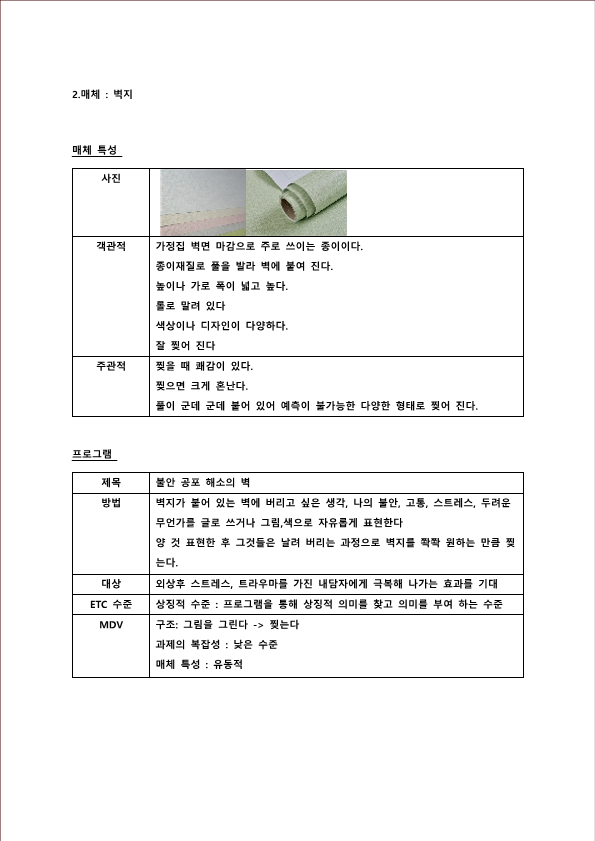 2.매체 : 벽지
매체 특성
사진
객관적
가정집 벽면 마감으로 주로 쓰이는 종이이다.
종이재질로 풀을 발라 벽에 붙여 진다.
높이나 가로 폭이 넓고 높다.
롤로 말려 있다
색상이나 디자인이 다양하다.
잘 찢어 진다
주관적
찢을 때 쾌감이 있다.
찢으면 크게 혼난다.
풀이 군데 군데 붙어 있어 예측이 불가능한 다양한 형태로 찢어 진다.
프로그램
제목
불안 공포 해소의 벽
방법
벽지가 붙어 있는 벽에 버리고 싶은 생각, 나의 불안, 고통, 스트레스, 두려운
무언가를 글로 쓰거나 그림,색으로 자유롭게 표현한다
양 것 표현한 후 그것들은 날려 버리는 과정으로 벽지를 쫙쫙 원하는 만큼 찢
는다.
대상
외상후 스트레스, 트라우마를 가진 내담자에게 극복해 나가는 효과를 기대
ETC 수준
상징적 수준 : 프로그램을 통해 상징적 의미를 찾고 의미를 부여 하는 수준
MDV
구조: 그림을 그린다 -> 찢는다
과제의 복잡성 : 낮은 수준
매체 특성 : 유동적